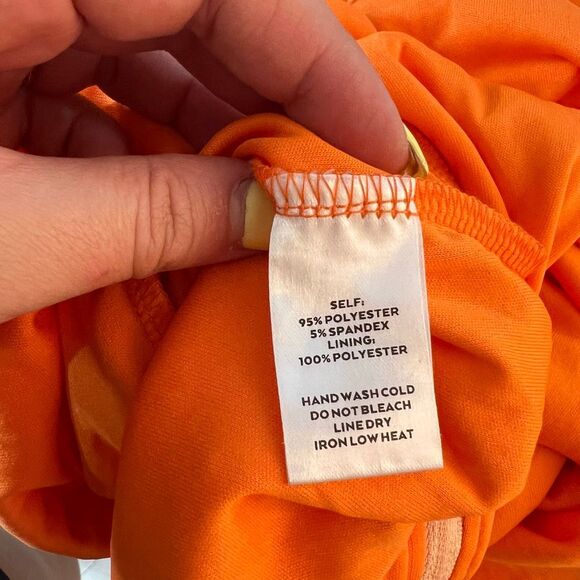 SELF:
95% POLYESTER
5% SPANDEX
LINING:
100% POLYESTER
HAND WASH COLD
DO NOT BLEACH
LINE DRY
IRON LOW HEAT